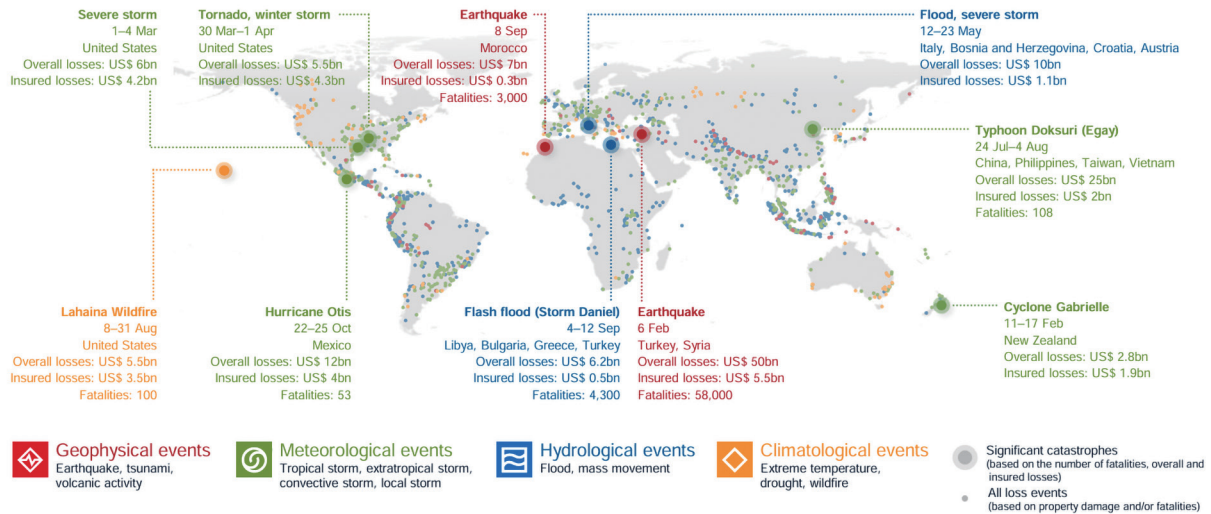 Severe storm
1–4 Mar
United States
Overall losses: US$ 6bn
Insured losses: US$ 4.2bn
Tornado, winter storm
30 Mar–1 Apr
United States
Overall losses: US$ 5.5bn
Insured losses: US$ 4.3bn
Earthquake
8 Sep
Morocco
Overall losses: US$ 7bn
Insured losses: US$ 0.3bn
Fatalities: 3,000
Flood, severe storm
12–23 May
Italy, Bosnia and Herzegovina, Croatia, Austria
Overall losses: US$ 10bn
Insured losses: US$ 1.1bn
Typhoon Doksuri (Egay)
24 Jul–4 Aug
China, Philippines, Taiwan, Vietnam
Overall losses: US$ 25bn
Insured losses: US$ 2bn
Fatalities: 108
Lahaina Wildfire
8–31 Aug
United States
Overall losses: US$ 5.5bn
Insured losses: US$ 3.5bn
Fatalities: 100
Hurricane Otis
22–25 Oct
Mexico
Overall losses: US$ 12bn
Insured losses: US$ 4bn
Fatalities: 53
Flash flood (Storm Daniel)
4–12 Sep
Libya, Bulgaria, Greece, Turkey
Overall losses: US$ 6.2bn
Insured losses: US$ 0.5bn
Fatalities: 4,300
Earthquake
6 Feb
Turkey, Syria
Overall losses: US$ 50bn
Insured losses: US$ 5.5bn
Fatalities: 58,000
Cyclone Gabrielle
11–17 Feb
New Zealand
Overall losses: US$ 2.8bn
Insured losses: US$ 1.9bn
Geophysical events
Earthquake, tsunami,
volcanic activity
Meteorological events
Tropical storm, extratropical storm,
convective storm, local storm
Hydrological events
Flood, mass movement
Climatological events
Extreme temperature,
drought, wildfire
Significant catastrophes
(based on the number of fatalities, overall and
insured losses)
All loss events
(based on property damage and/or fatalities)